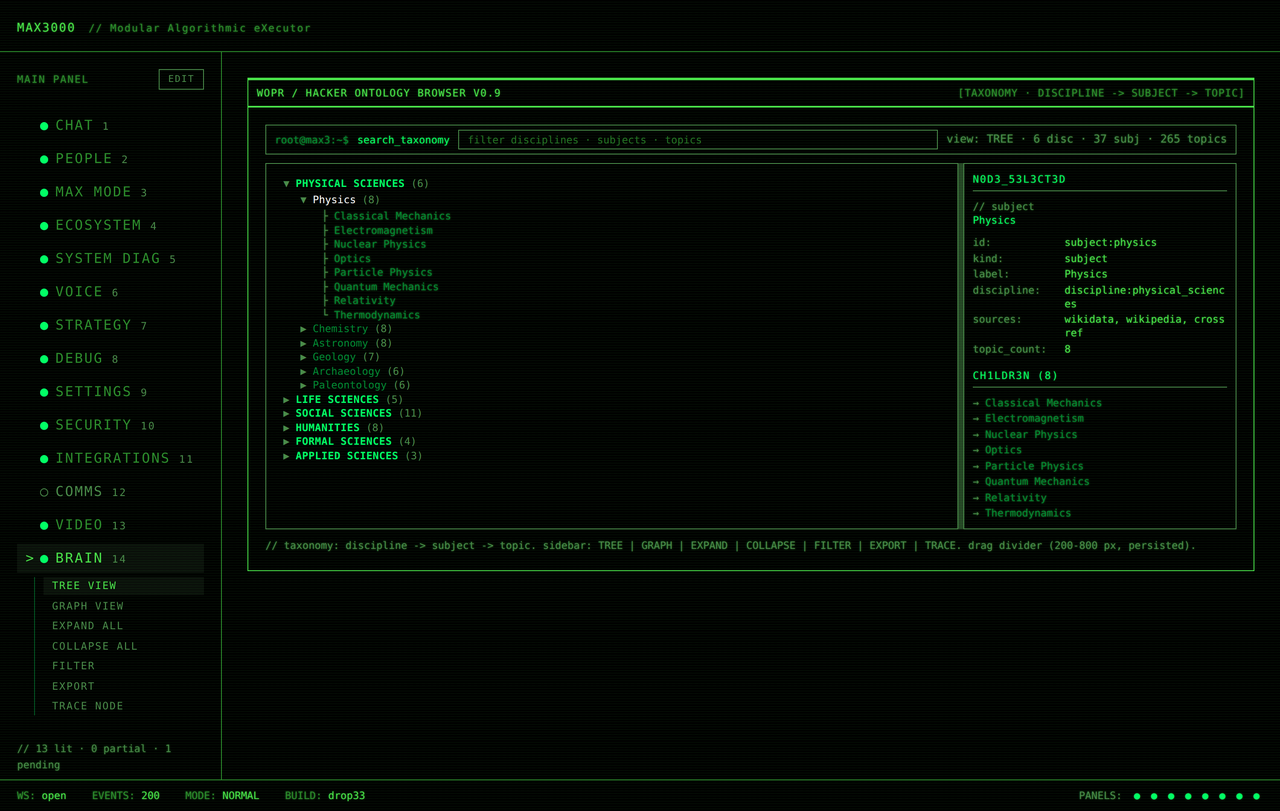 MAX3000 // Modular Algorithmic eXecutor
MAIN PANEL
EDIT
CHAT 1
PEOPLE 2
MAX MODE 3
ECOSYSTEM 4
SYSTEM DIAG 5
VOICE 6
STRATEGY 7
DEBUG 8
SETTINGS 9
SECURITY 10
INTEGRATIONS 11
COMMS 12
VIDEO 13
> BRAIN 14
TREE VIEW
GRAPH VIEW
EXPAND ALL
COLLAPSE ALL
FILTER
EXPORT
TRACE NODE
// 13 lit · 0 partial · 1
pending
WOPR / HACKER ONTOLOGY BROWSER V0.9
[TAXONOMY · DISCIPLINE -> SUBJECT -> TOPIC]
root@max3:~$ search_taxonomy
filter disciplines · subjects · topics
view: TREE · 6 disc · 37 subj · 265 topics
▼ PHYSICAL SCIENCES (6)
▼ Physics (8)
├ Classical Mechanics
├ Electromagnetism
├ Nuclear Physics
├ Optics
├ Particle Physics
├ Quantum Mechanics
├ Relativity
└ Thermodynamics
▶ Chemistry (8)
▶ Astronomy (8)
▶ Geology (7)
▶ Archaeology (6)
▶ Paleontology (6)
▶ LIFE SCIENCES (5)
▶ SOCIAL SCIENCES (11)
▶ HUMANITIES (8)
▶ FORMAL SCIENCES (4)
▶ APPLIED SCIENCES (3)
N0D3_53L3CT3D
// subject
Physics
id: subject:physics
kind: subject
label: Physics
discipline: discipline:physical_scienc
es
sources: wikidata, wikipedia, cross
ref
topic_count: 8
CH1LDR3N (8)
→ Classical Mechanics
→ Electromagnetism
→ Nuclear Physics
→ Optics
→ Particle Physics
→ Quantum Mechanics
→ Relativity
→ Thermodynamics
// taxonomy: discipline -> subject -> topic. sidebar: TREE | GRAPH | EXPAND | COLLAPSE | FILTER | EXPORT | TRACE. drag divider (200-800 px, persisted).
WS: open EVENTS: 200 MODE: NORMAL BUILD: drop33
PANELS: